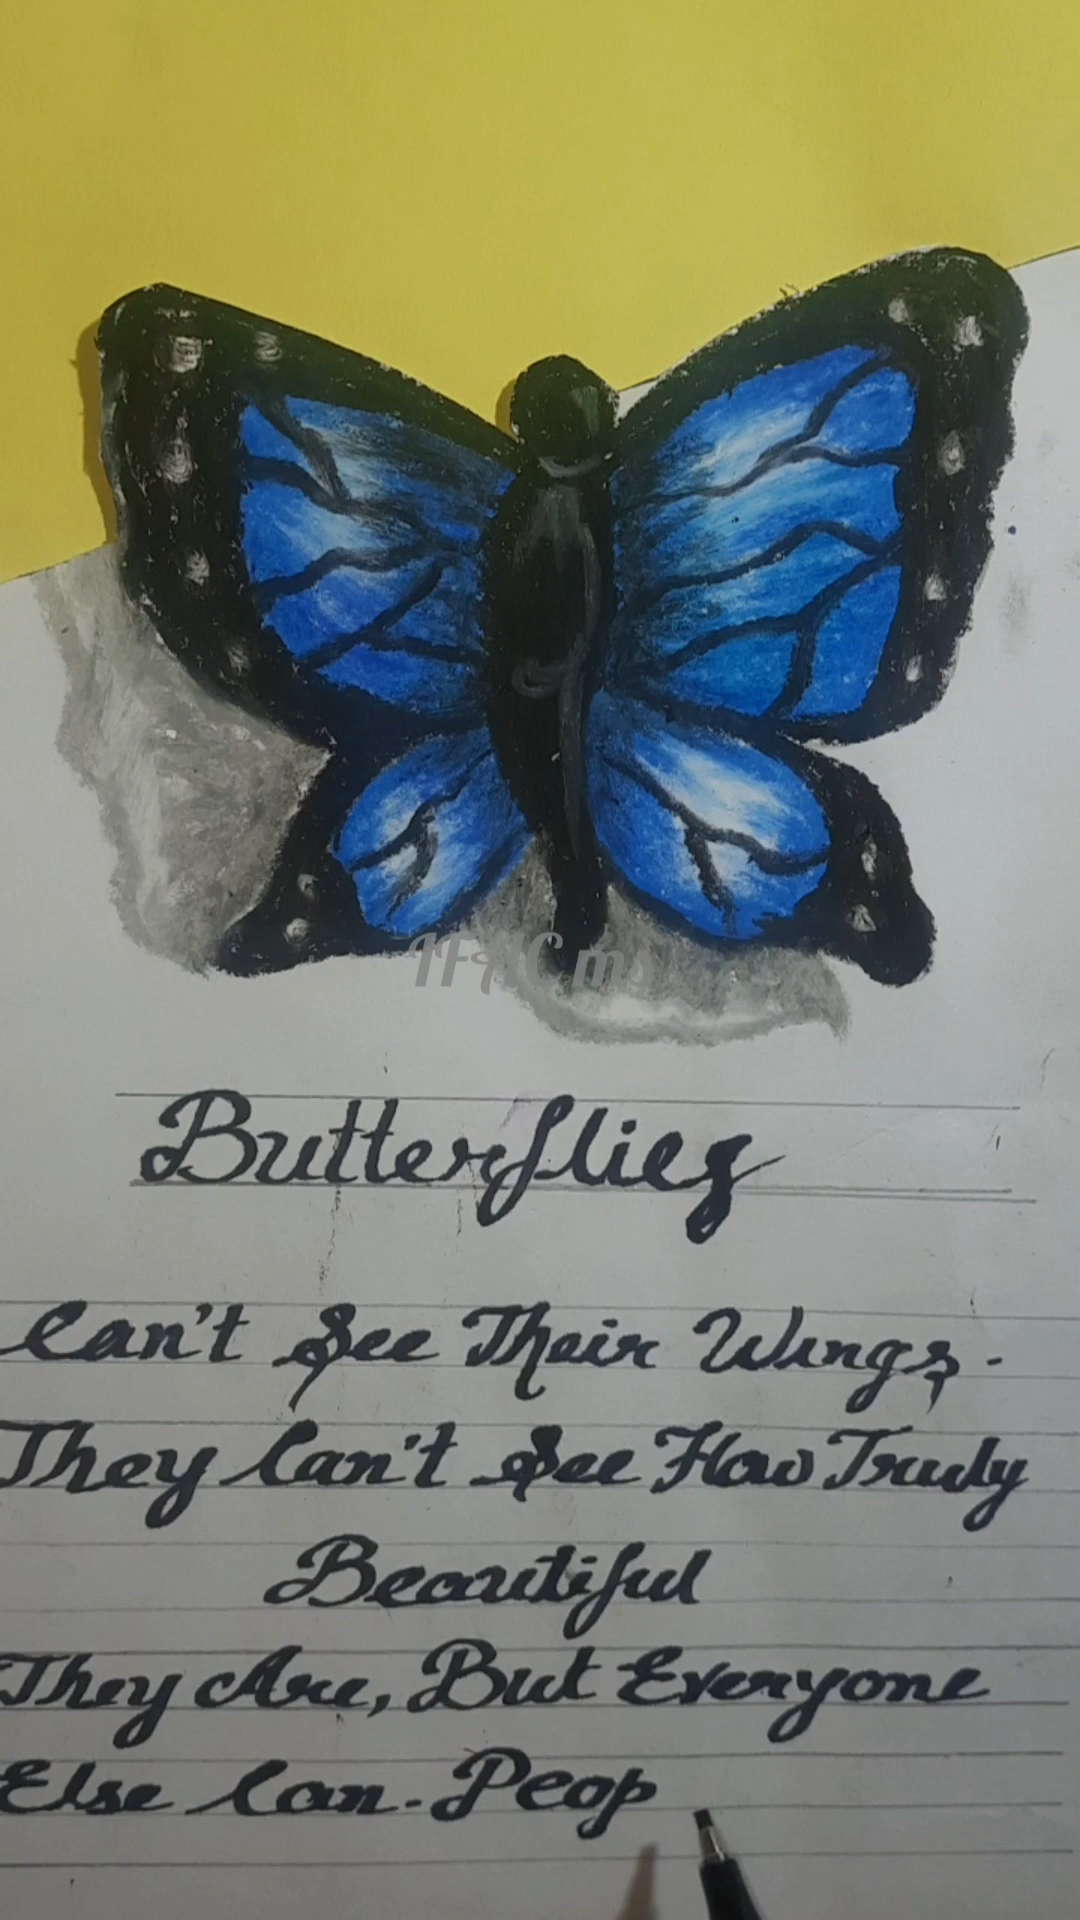 Butterflies
Can't See Their Wings.
They Can't See How Truly
Beautiful
They Are, But Everyone
Else Can. Peop